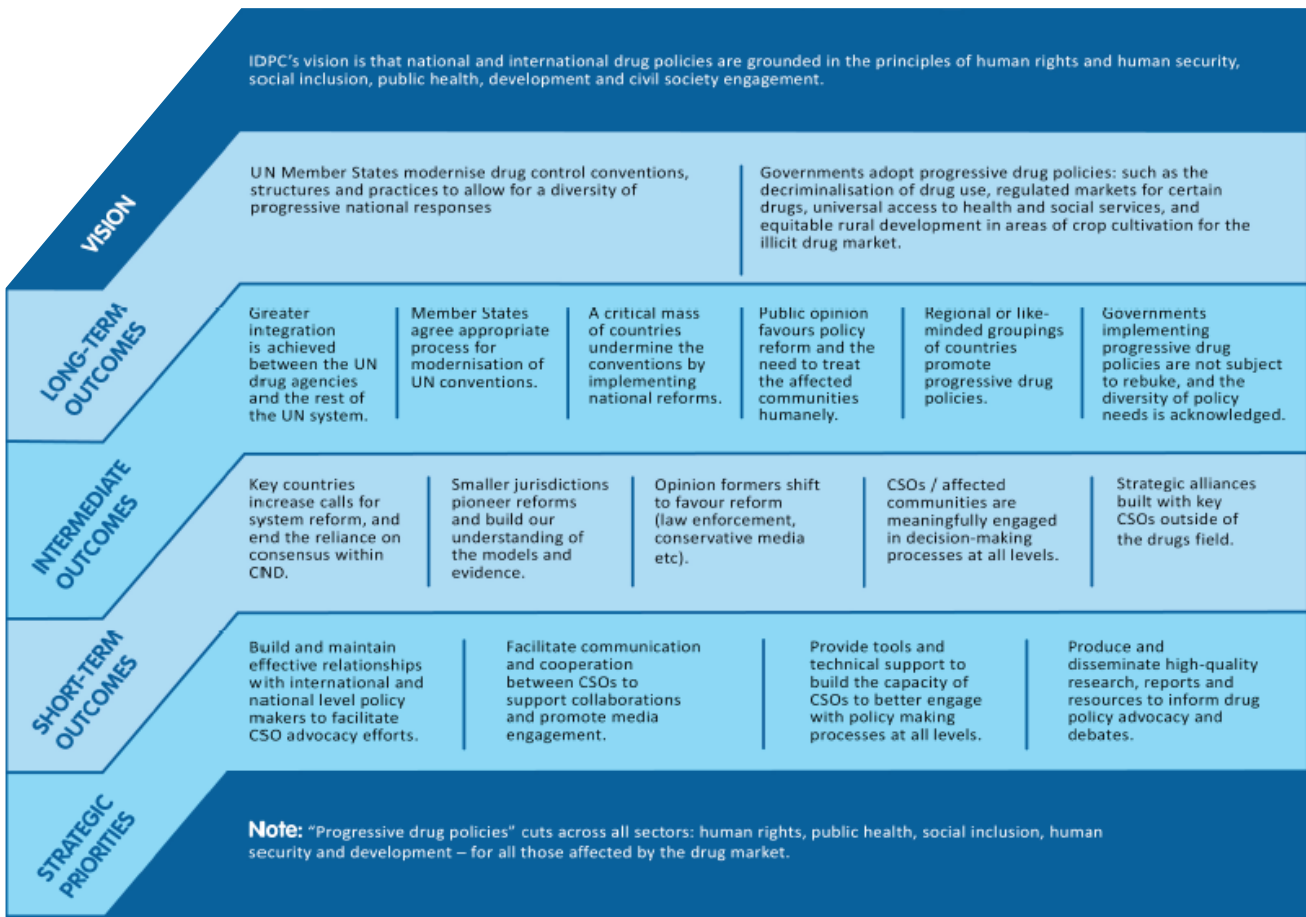 IDPC's vision is that national and international drug policies are grounded in the principles of human rights and human security,
social inclusion, public health, development and civil society engagement.
VISION
UN Member States modernise drug control conventions,
structures and practices to allow for a diversity of
progressive national responses
Governments adopt progressive drug policies: such as the
decriminalisation of drug use, regulated markets for certain
drugs, universal access to health and social services, and
equitable rural development in areas of crop cultivation for the
illicit drug market.
LONG-TERM
OUTCOMES
Greater
integration
is achieved
between the UN
drug agencies
and the rest of
the UN system.
Member States
agree appropriate
process for
modernisation of
UN conventions.
A critical mass
of countries
undermine the
conventions by
implementing
national reforms.
Public opinion
favours policy
reform and the
need to treat
the affected
communities
humanely.
Regional or like-
minded groupings
of countries
promote
progressive drug
policies.
Governments
implementing
progressive drug
policies are not subject
to rebuke, and the
diversity of policy
needs is acknowledged.
INTERMEDIATE
OUTCOMES
Key countries
increase calls for
system reform, and
end the reliance on
consensus within
CND.
Smaller jurisdictions
pioneer reforms
and build our
understanding of
the models and
evidence.
Opinion formers shift
to favour reform
(law enforcement,
conservative media
etc).
CSOs / affected
communities are
meaningfully engaged
in decision-making
processes at all levels.
Strategic alliances
built with key
CSOs outside of
the drugs field.
SHORT-TERM
OUTCOMES
Build and maintain
effective relationships
with international and
national level policy
makers to facilitate
CSO advocacy efforts.
Facilitate communication
and cooperation
between CSOs to
support collaborations
and promote media
engagement.
Provide tools and
technical support to
build the capacity of
CSOs to better engage
with policy making
processes at all levels.
Produce and
disseminate high-quality
research, reports and
resources to inform drug
policy advocacy and
debates.
STRATEGIC
PRIORITIES
Note: "Progressive drug policies" cuts across all sectors: human rights, public health, social inclusion, human
security and development – for all those affected by the drug market.